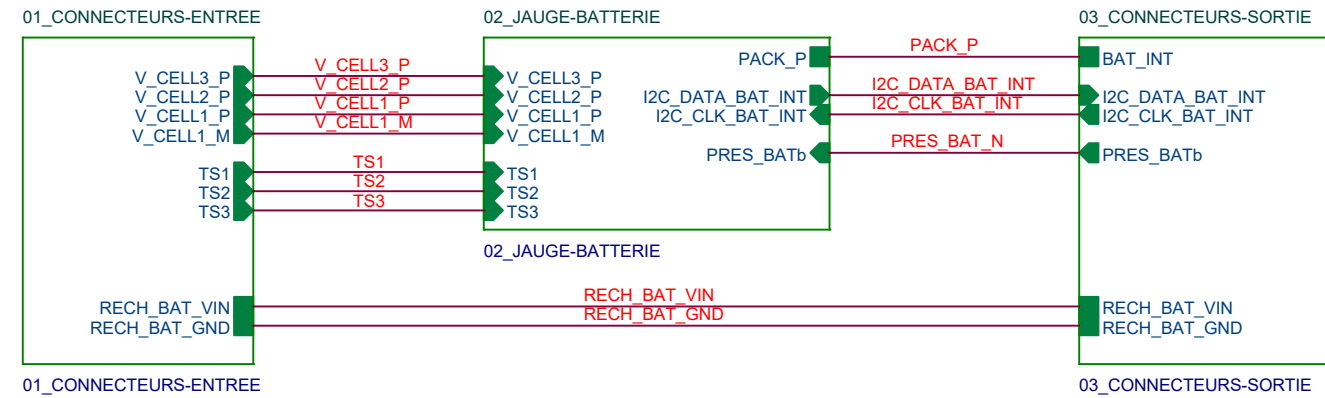 01_CONNECTEURS-ENTREE
V_CELL3_P
V_CELL2_P
V_CELL1_P
V_CELL1_M
TS1
TS2
TS3
RECH_BAT_VIN
RECH_BAT_GND
01_CONNECTEURS-ENTREE
V_CELL3_P
V_CELL2_P
V_CELL1_P
V_CELL1_M
TS1
TS2
TS3
02_JAUGE-BATTERIE
V_CELL3_P
V_CELL2_P
V_CELL1_P
V_CELL1_M
TS1
TS2
TS3
PACK_P
I2C_DATA_BAT_INT
I2C_CLK_BAT_INT
PRES_BATb
02_JAUGE-BATTERIE
PACK_P
I2C_DATA_BAT_INT
I2C_CLK_BAT_INT
PRES_BAT_N
RECH_BAT_VIN
RECH_BAT_GND
03_CONNECTEURS-SORTIE
BAT_INT
I2C_DATA_BAT_INT
I2C_CLK_BAT_INT
PRES_BATb
RECH_BAT_VIN
RECH_BAT_GND
03_CONNECTEURS-SORTIE